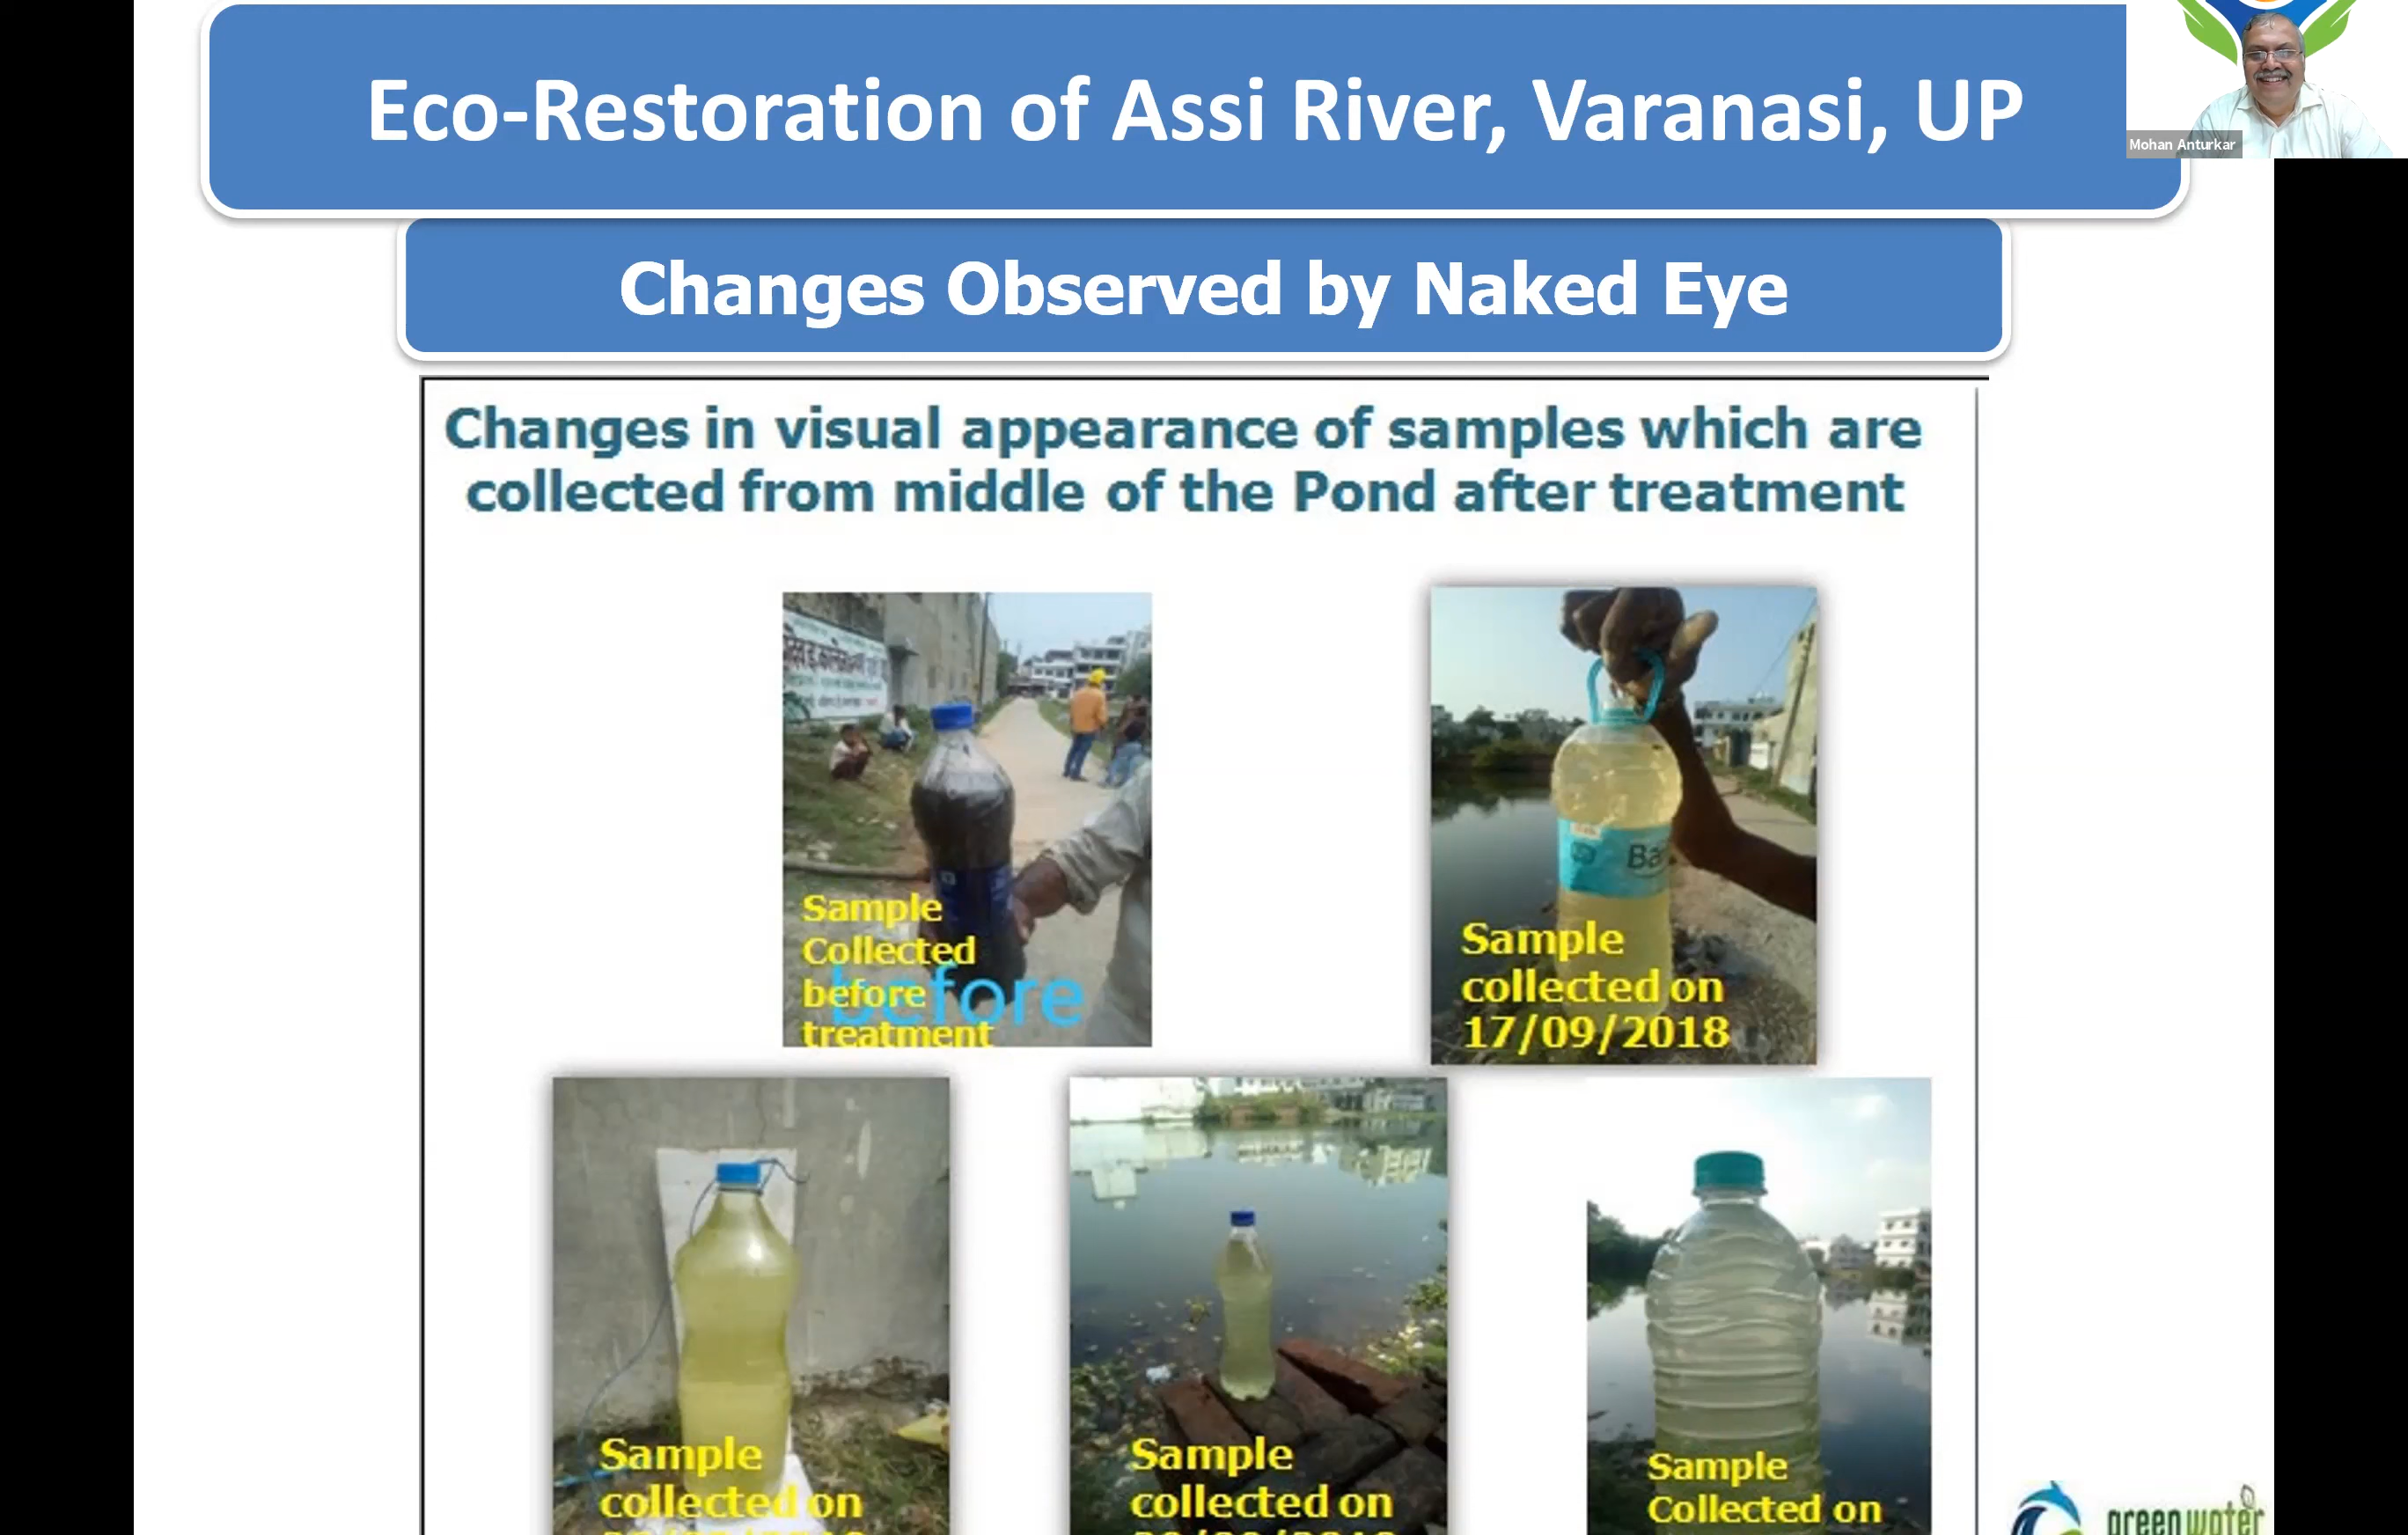 Eco-Restoration of Assi River, Varanasi, UP
Mohan Anturkar
Changes Observed by Naked Eye
Changes in visual appearance of samples which are
collected from middle of the Pond after treatment
Sample
Collected
before
treatment
before
Ba
Sample
collected on
17/09/2018
Sample
collected on
Sample
collected on
Sample
Collected on
greenwater